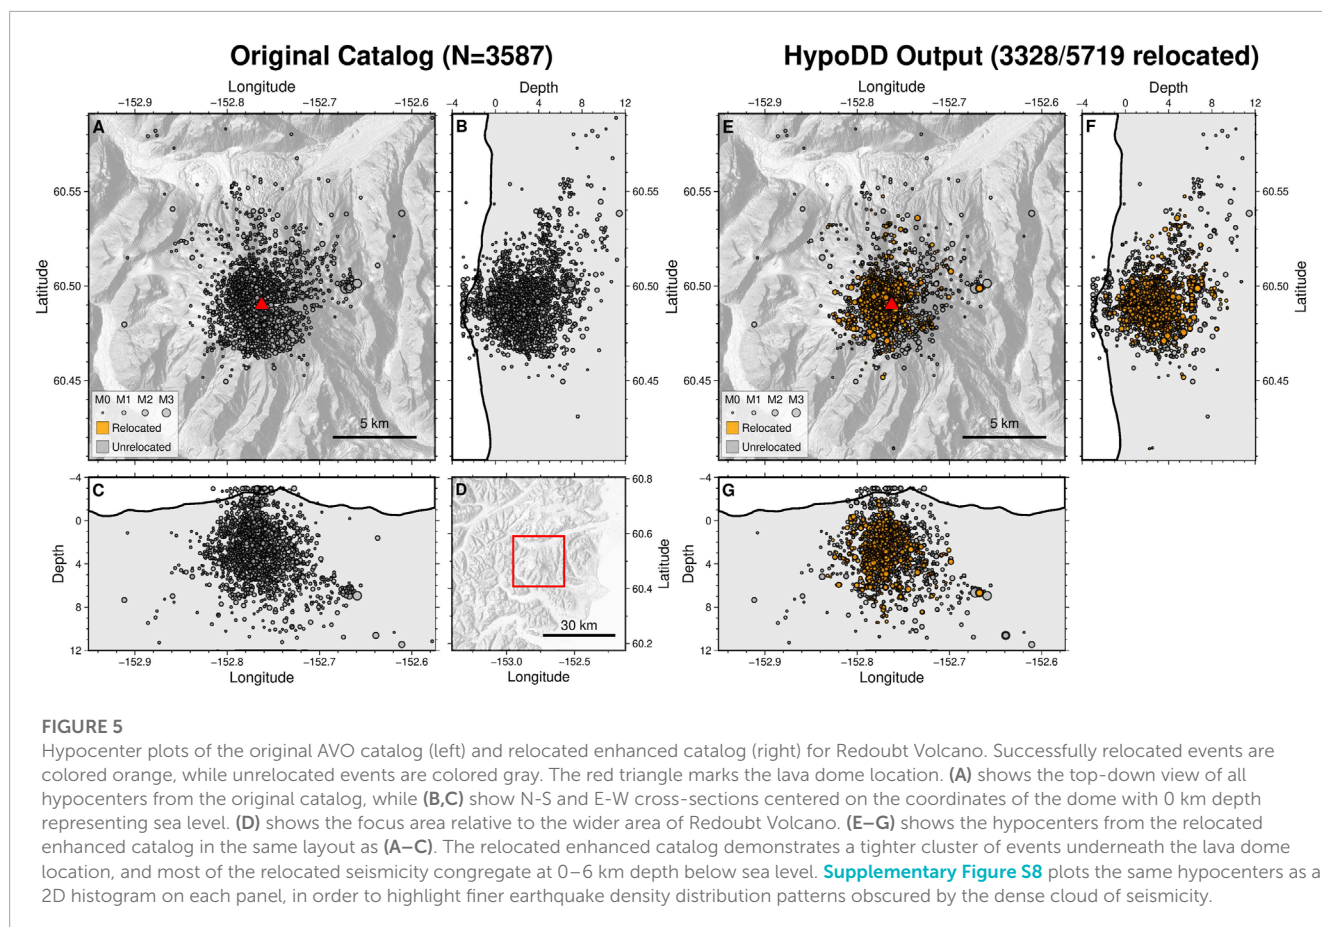 Original Catalog (N=3587)
HypoDD Output (3328/5719 relocated)
Longitude
Depth
Longitude
Depth
−152.9 −152.8 −152.7 −152.6
−4 0 4 8 12
−152.9 −152.8 −152.7 −152.6
−4 0 4 8 12
A
B
E
F
60.55
60.50
60.45
Latitude
60.55
60.50
60.45
Latitude
60.55
60.50
60.45
Latitude
60.55
60.50
60.45
Latitude
M0 M1 M2 M3
Relocated
Unrelocated
5 km
M0 M1 M2 M3
Relocated
Unrelocated
5 km
C
D
G
−4
0
4
8
12
Depth
−152.9 −152.8 −152.7 −152.6
Longitude
60.8
60.6
60.4
60.2
Latitude
30 km
−153.0 −152.5
Longitude
−4
0
4
8
12
Depth
−152.9 −152.8 −152.7 −152.6
Longitude
FIGURE 5
Hypocenter plots of the original AVO catalog (left) and relocated enhanced catalog (right) for Redoubt Volcano. Successfully relocated events are
colored orange, while unrelocated events are colored gray. The red triangle marks the lava dome location. (A) shows the top-down view of all
hypocenters from the original catalog, while (B,C) show N-S and E-W cross-sections centered on the coordinates of the dome with 0 km depth
representing sea level. (D) shows the focus area relative to the wider area of Redoubt Volcano. (E–G) shows the hypocenters from the relocated
enhanced catalog in the same layout as (A–C). The relocated enhanced catalog demonstrates a tighter cluster of events underneath the lava dome
location, and most of the relocated seismicity congregate at 0–6 km depth below sea level. Supplementary Figure S8 plots the same hypocenters as a
2D histogram on each panel, in order to highlight finer earthquake density distribution patterns obscured by the dense cloud of seismicity.